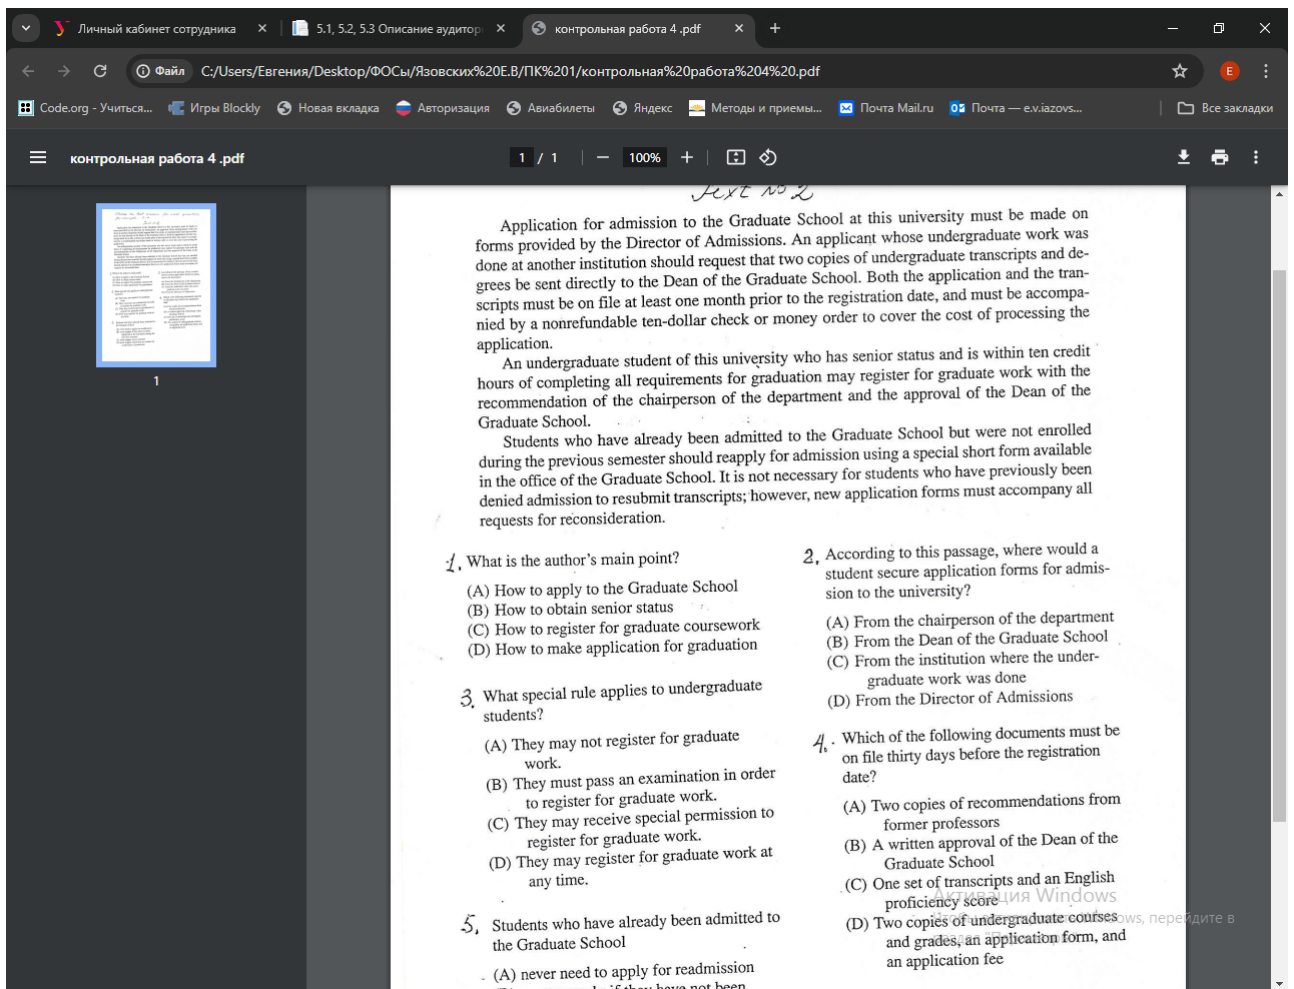 Личный кабинет сотрудника
5.1, 5.2, 5.3 Описание аудитор
контрольная работа 4 .pdf
Файл
C:/Users/Евгения/Desktop/ФОСы/Язовских%20Е.В/ПК%201/контрольная%20работа%204%20.pdf
E
Code.org - Учиться...
Игры Blockly
Новая вкладка
Авторизация
Авиабилеты
Яндекс
Методы и приемы...
Почта Mail.ru
Почта — e.v.iazovs...
Все закладки
контрольная работа 4 .pdf
1 / 1
100%
1
Text № 2
Application for admission to the Graduate School at this university must be made on
forms provided by the Director of Admissions. An applicant whose undergraduate work was
done at another institution should request that two copies of undergraduate transcripts and de-
grees be sent directly to the Dean of the Graduate School. Both the application and the tran-
scripts must be on file at least one month prior to the registration date, and must be accompa-
nied by a nonrefundable ten-dollar check or money order to cover the cost of processing the
application.
An undergraduate student of this university who has senior status and is within ten credit
hours of completing all requirements for graduation may register for graduate work with the
recommendation of the chairperson of the department and the approval of the Dean of the
Graduate School.
Students who have already been admitted to the Graduate School but were not enrolled
during the previous semester should reapply for admission using a special short form available
in the office of the Graduate School. It is not necessary for students who have previously been
denied admission to resubmit transcripts; however, new application forms must accompany all
requests for reconsideration.
1. What is the author's main point?
(A) How to apply to the Graduate School
(B) How to obtain senior status
(C) How to register for graduate coursework
(D) How to make application for graduation
3. What special rule applies to undergraduate
students?
(A) They may not register for graduate
work.
(B) They must pass an examination in order
to register for graduate work.
(C) They may receive special permission to
register for graduate work.
(D) They may register for graduate work at
any time.
5. Students who have already been admitted to
the Graduate School
(A) never need to apply for readmission
if they have not been
2. According to this passage, where would a
student secure application forms for admis-
sion to the university?
(A) From the chairperson of the department
(B) From the Dean of the Graduate School
(C) From the institution where the under-
graduate work was done
(D) From the Director of Admissions
4. Which of the following documents must be
on file thirty days before the registration
date?
(A) Two copies of recommendations from
former professors
(B) A written approval of the Dean of the
Graduate School
(C) One set of transcripts and an English
proficiency score
(D) Two copies of undergraduate courses
and grades, an application form, and
an application fee
Активация Windows
Windows, перейдите в